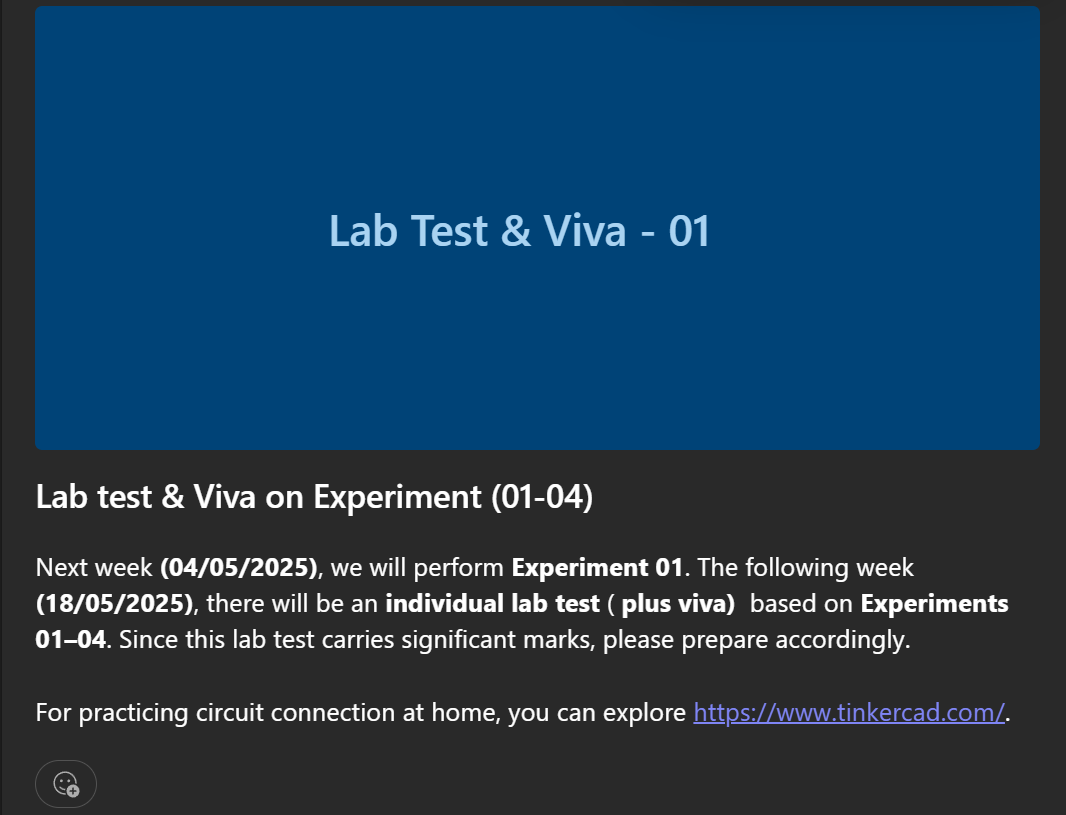 Lab Test & Viva - 01
Lab test & Viva on Experiment (01-04)
Next week (04/05/2025), we will perform Experiment 01. The following week
(18/05/2025), there will be an individual lab test ( plus viva)  based on Experiments
01–04. Since this lab test carries significant marks, please prepare accordingly.
For practicing circuit connection at home, you can explore https://www.tinkercad.com/.